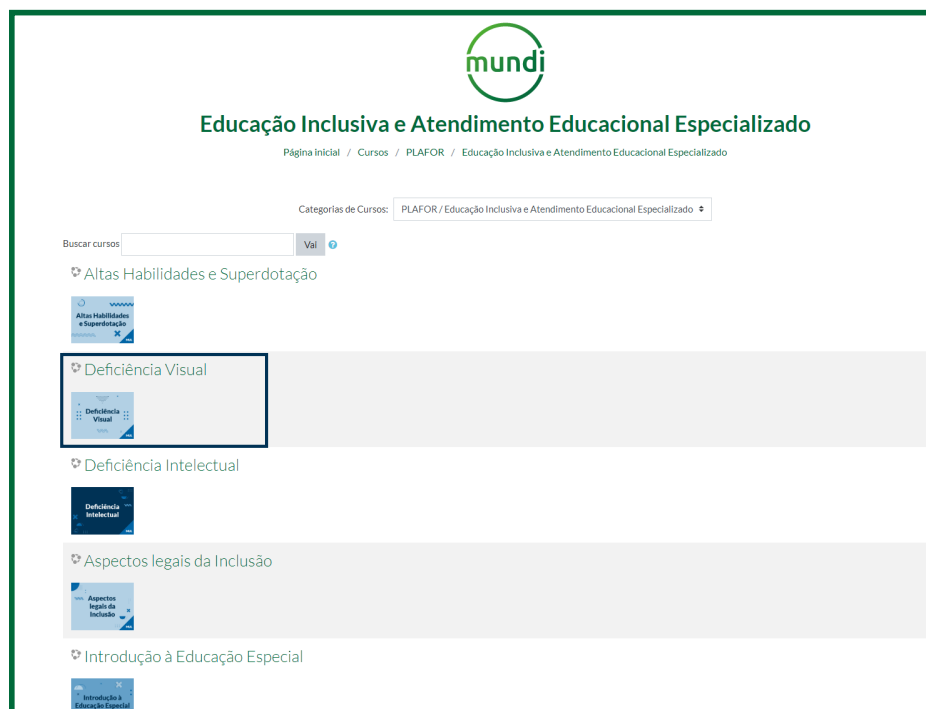 mundi
Educação Inclusiva e Atendimento Educacional Especializado
Página inicial / Cursos / PLAFOR / Educação Inclusiva e Atendimento Educacional Especializado
Categorias de Cursos: PLAFOR / Educação Inclusiva e Atendimento Educacional Especializado
Buscar cursos Vai
Altas Habilidades e Superdotação
Altas Habilidades
e Superdotação
Deficiência Visual
Deficiência
Visual
Deficiência Intelectual
Deficiência
Intelectual
Aspectos legais da Inclusão
Aspectos
legais da
Inclusão
Introdução à Educação Especial
Introdução à
Educação Especial